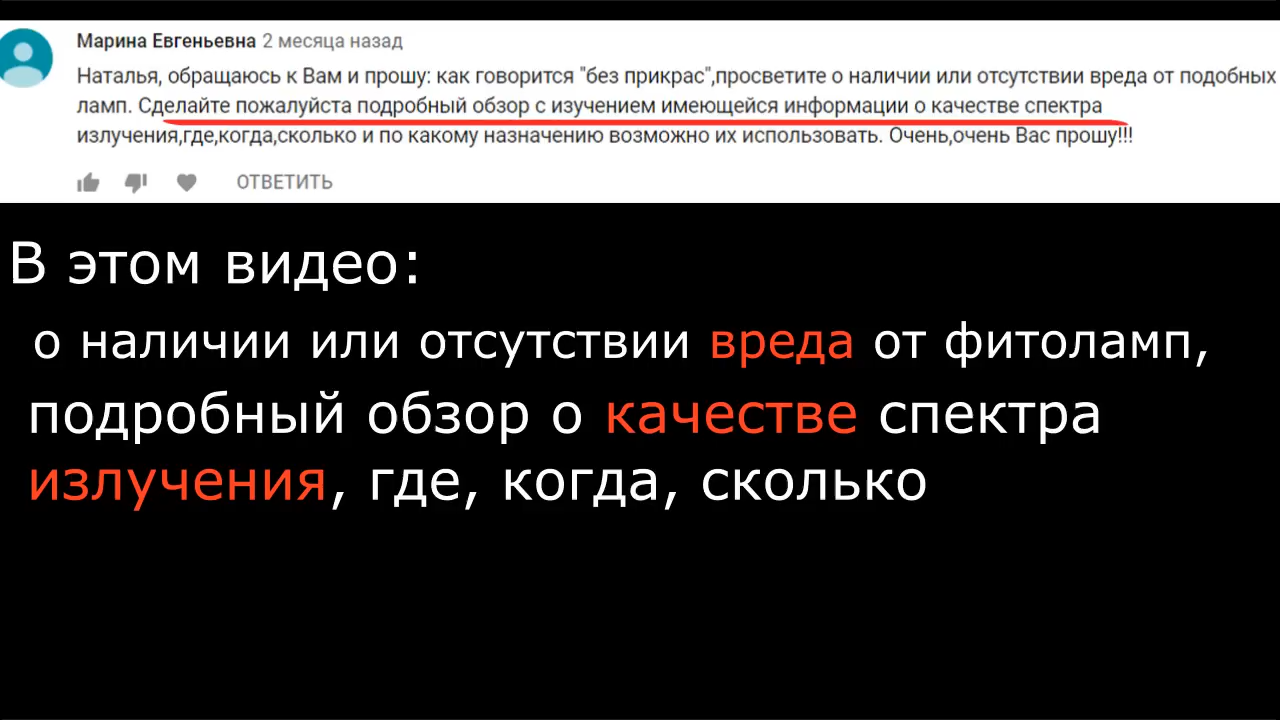 Марина Евгеньевна 2 месяца назад
Наталья, обращаюсь к Вам и прошу: как говорится "без прикрас",просветите о наличии или отсутствии вреда от подобных
ламп. Сделайте пожалуйста подробный обзор с изучением имеющейся информации о качестве спектра
излучения,где,когда,сколько и по какому назначению возможно их использовать. Очень,очень Вас прошу!!!
ОТВЕТИТЬ
В этом видео:
о наличии или отсутствии вреда от фитоламп,
подробный обзор о качестве спектра
излучения, где, когда, сколько